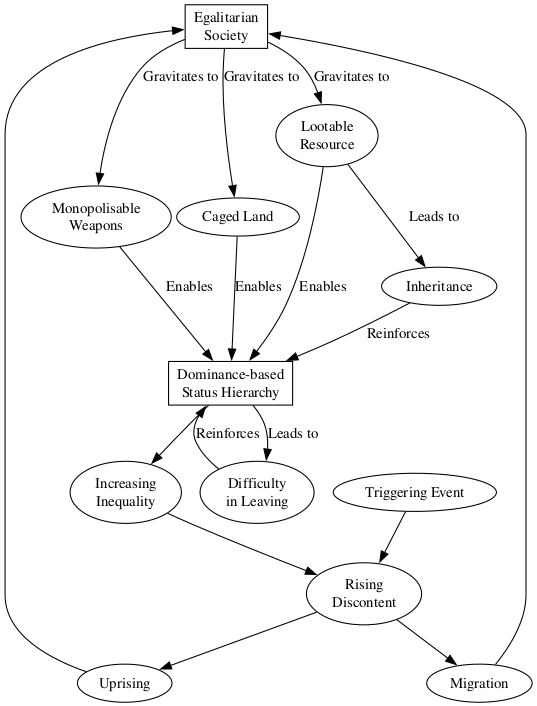 Egalitarian
Society
Gravitates to
Gravitates to
Gravitates to
Lootable
Resource
Monopolisable
Weapons
Caged Land
Leads to
Enables
Enables
Enables
Inheritance
Reinforces
Dominance-based
Status Hierarchy
Reinforces
Leads to
Increasing
Inequality
Difficulty
in Leaving
Triggering Event
Rising
Discontent
Uprising
Migration